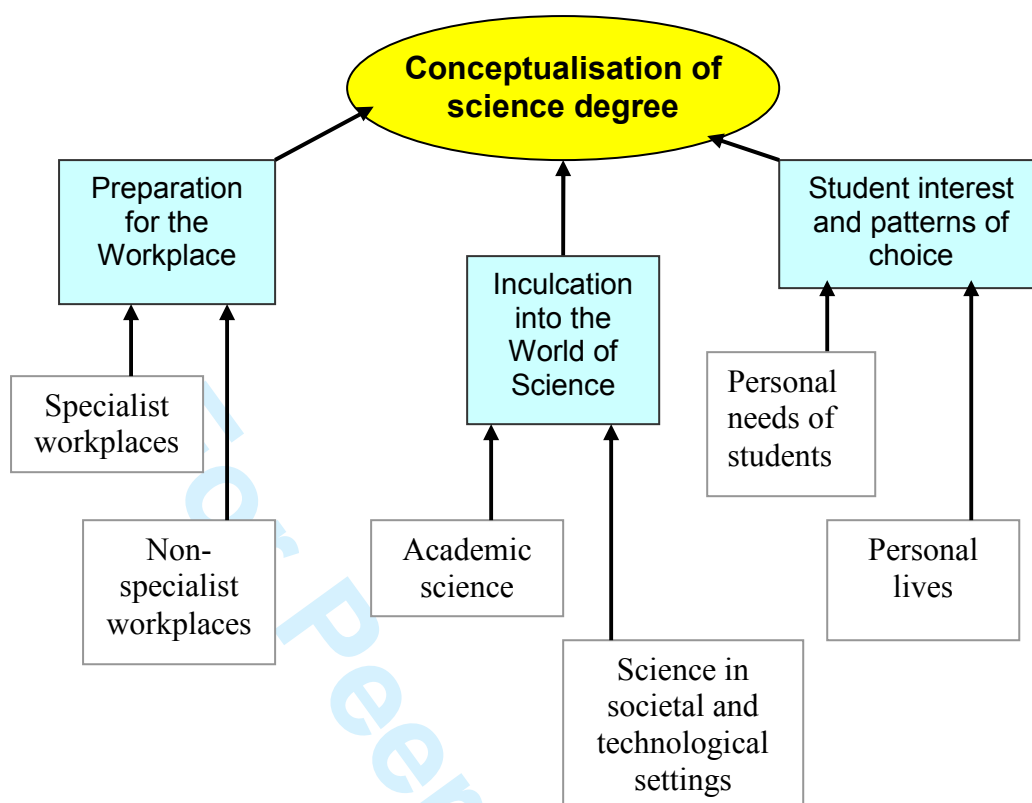 Conceptualisation of
science degree
Preparation
for the
Workplace
Student interest
and patterns of
choice
Inculcation
into the
World of
Science
Specialist
workplaces
Personal
needs of
students
Non-
specialist
workplaces
Academic
science
Personal
lives
Science in
societal and
technological
settings
For Peer